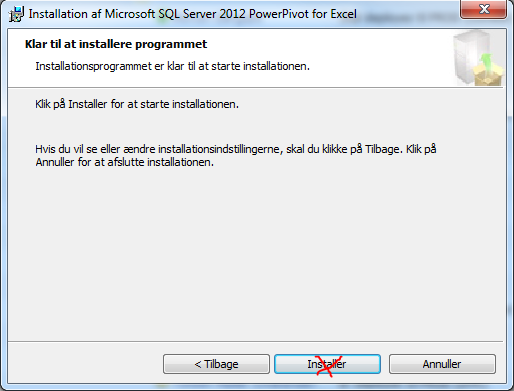 Installation af Microsoft SQL Server 2012 PowerPivot for Excel
Klar til at installere programmet
Installationsprogrammet er klar til at starte installationen.
Klik på Installer for at starte installationen.
Hvis du vil se eller ændre installationsindstillingerne, skal du klikke på Tilbage. Klik på
Annuller for at afslutte installationen.
< Tilbage
Installer
Annuller